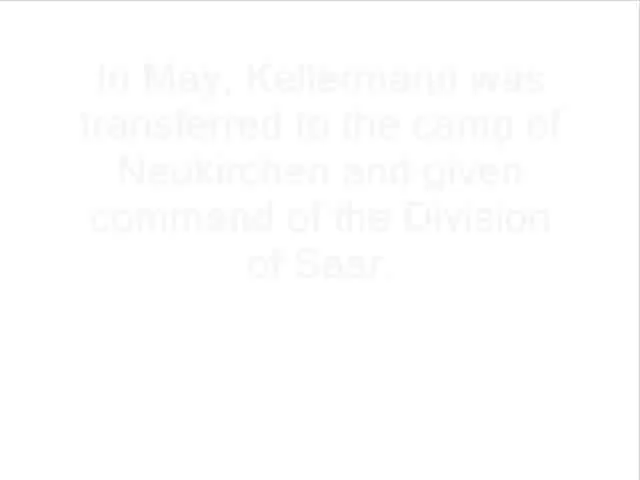 In May, Kellermann was
transferred to the camp of
Neukirchen and given
command of the Division
of Saar.